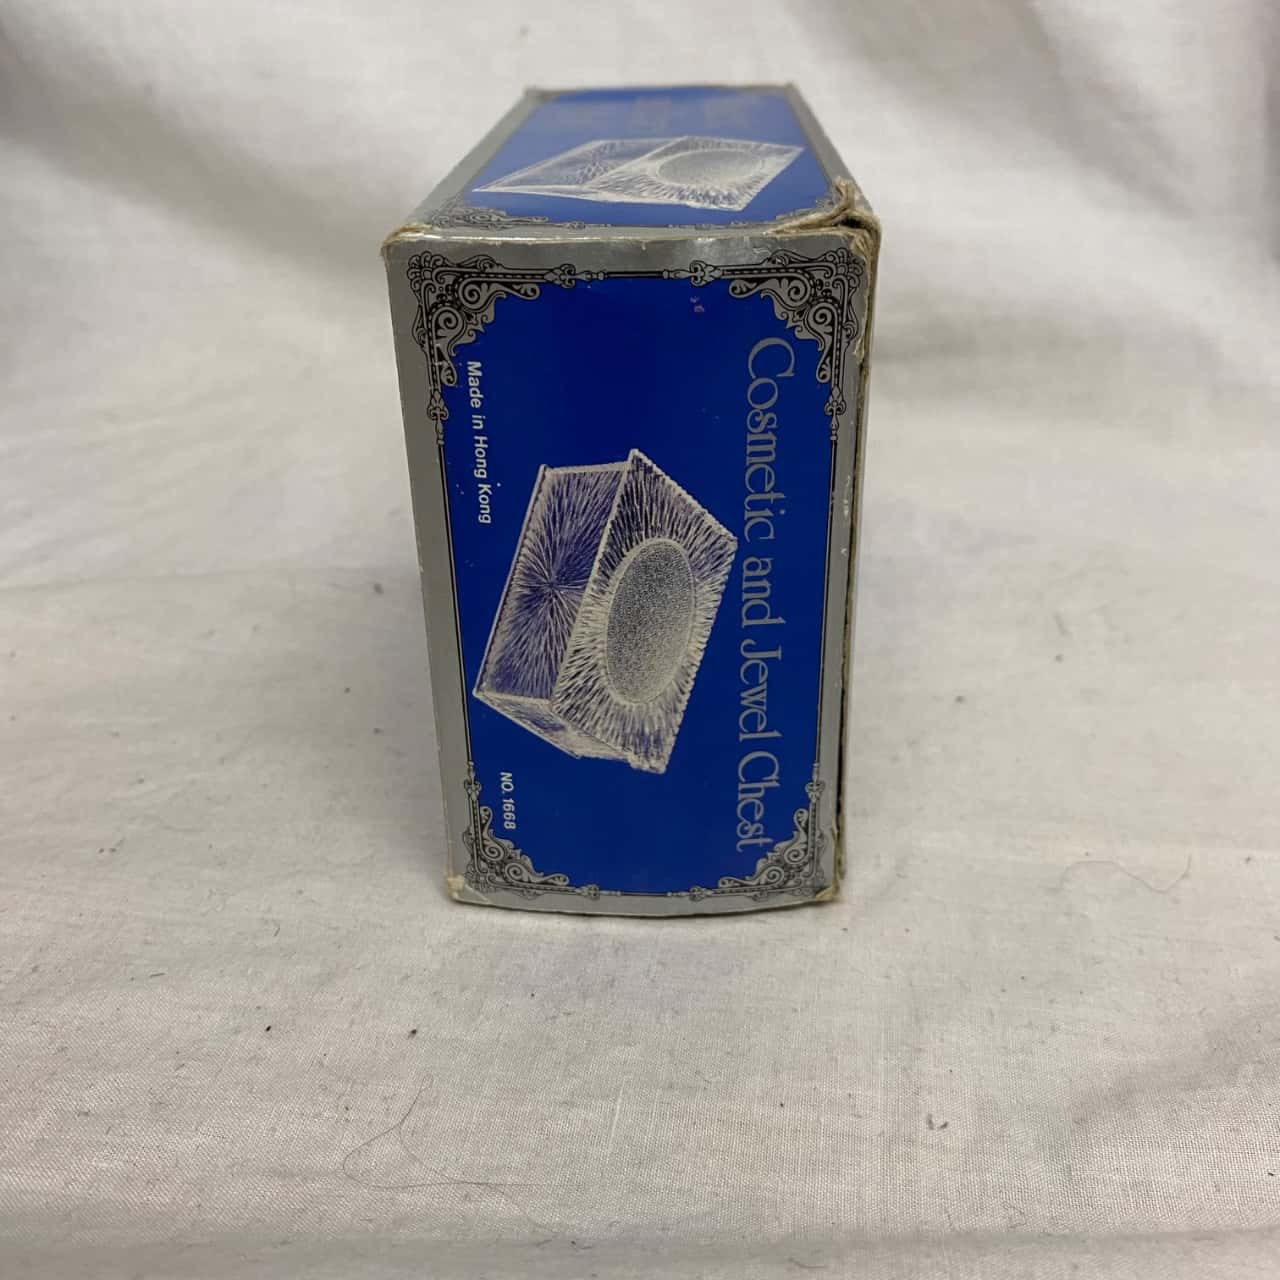 Cosmetic and Jewel Chest
Made in Hong Kong
NO. 1668